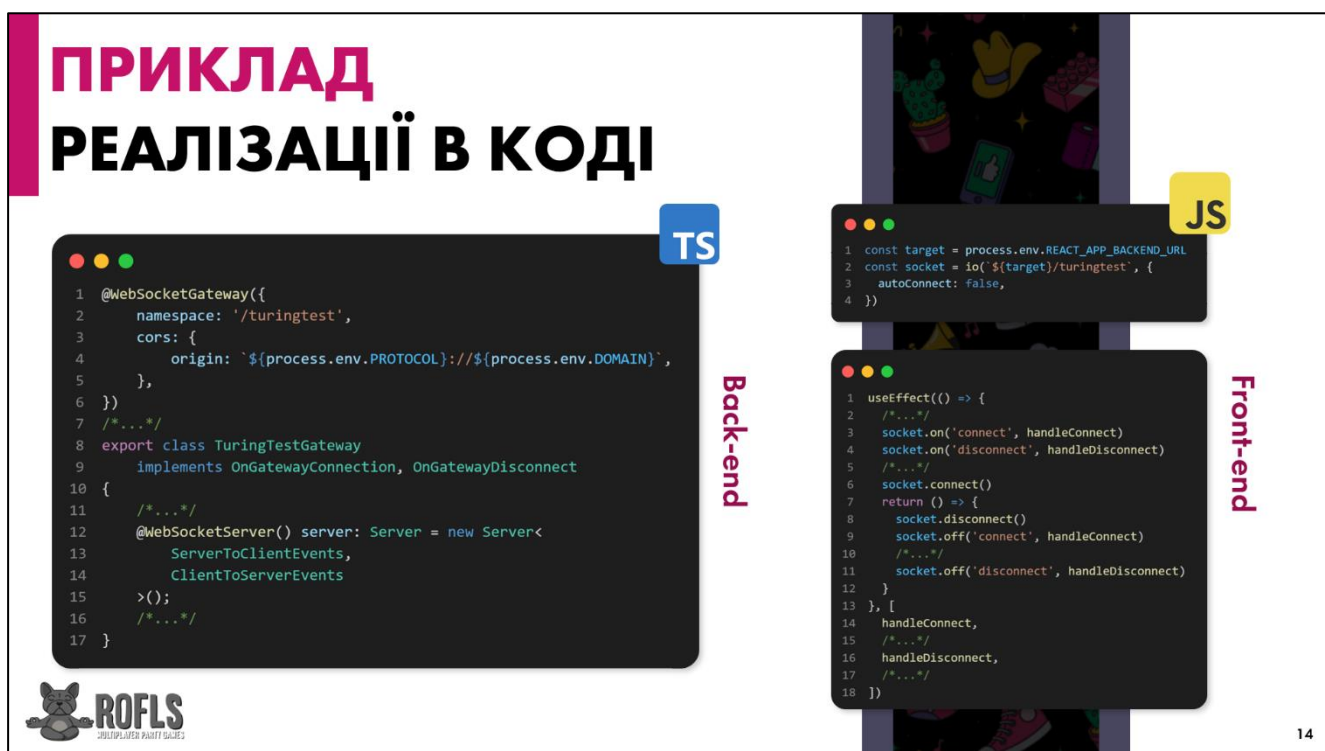 ПРИКЛАД
РЕАЛІЗАЦІЇ В КОДІ
TS
1 @WebSocketGateway({
2     namespace: '/turingtest',
3     cors: {
4         origin: `${process.env.PROTOCOL}://${process.env.DOMAIN}`,
5     },
6 })
7 /*...*/
8 export class TuringTestGateway
9     implements OnGatewayConnection, OnGatewayDisconnect
10 {
11     /*...*/
12     @WebSocketServer() server: Server = new Server<
13         ServerToClientEvents,
14         ClientToServerEvents
15     >();
16     /*...*/
17 }
Back-end
JS
1 const target = process.env.REACT_APP_BACKEND_URL
2 const socket = io(`${target}/turingtest`, {
3   autoConnect: false,
4 })
1 useEffect(() => {
2   /*...*/
3   socket.on('connect', handleConnect)
4   socket.on('disconnect', handleDisconnect)
5   /*...*/
6   socket.connect()
7   return () => {
8     socket.disconnect()
9     socket.off('connect', handleConnect)
10     /*...*/
11     socket.off('disconnect', handleDisconnect)
12   }
13 }, [
14   handleConnect,
15   /*...*/
16   handleDisconnect,
17   /*...*/
18 ])
Front-end
ROFLS
MULTIPLAYER PARTY GAMES
14